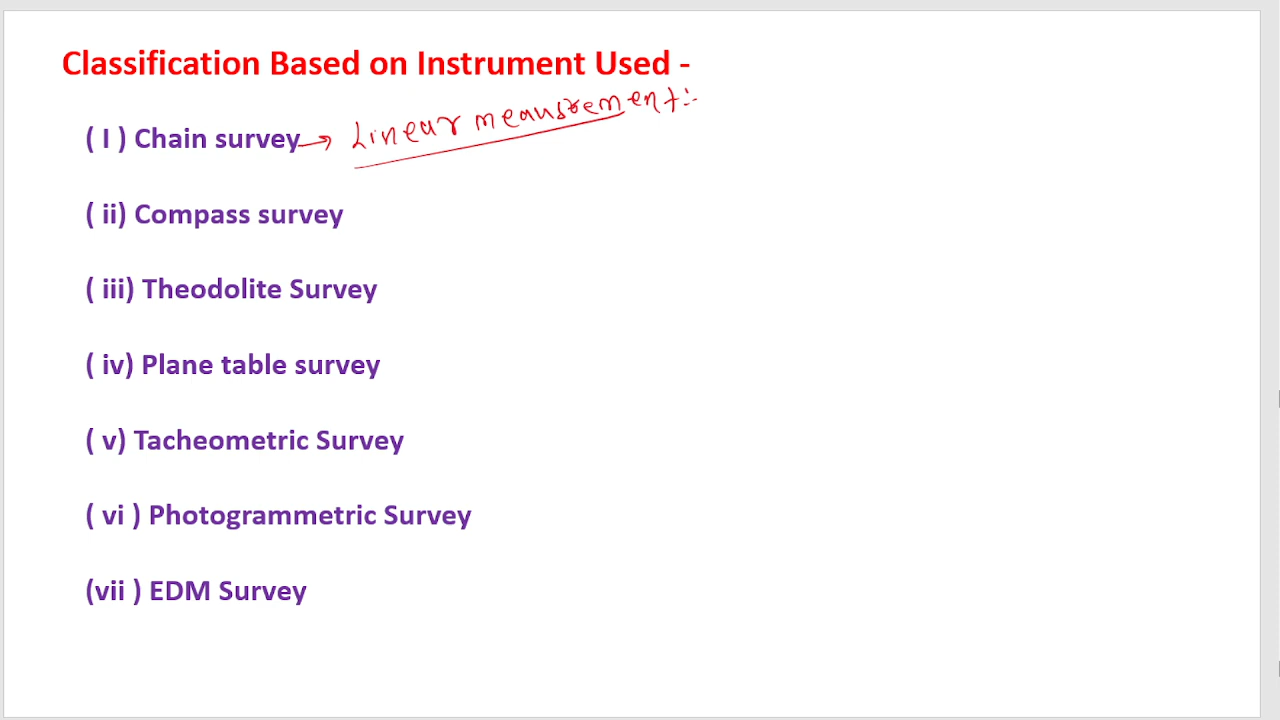 Classification Based on Instrument Used -
( I ) Chain survey → Linear measurement :-
( ii) Compass survey
( iii) Theodolite Survey
( iv) Plane table survey
( v) Tacheometric Survey
( vi ) Photogrammetric Survey
(vii ) EDM Survey